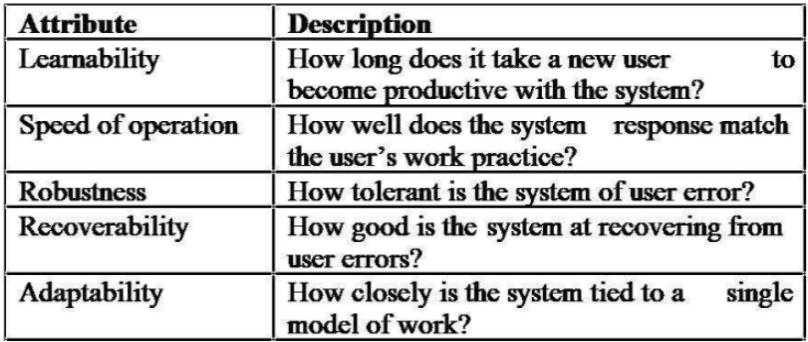 Attribute Description
Learnability How long does it take a new user to
become productive with the system?
Speed of operation How well does the system response match
the user's work practice?
Robustness How tolerant is the system of user error?
Recoverability How good is the system at recovering from
user errors?
Adaptability How closely is the system tied to a single
model of work?